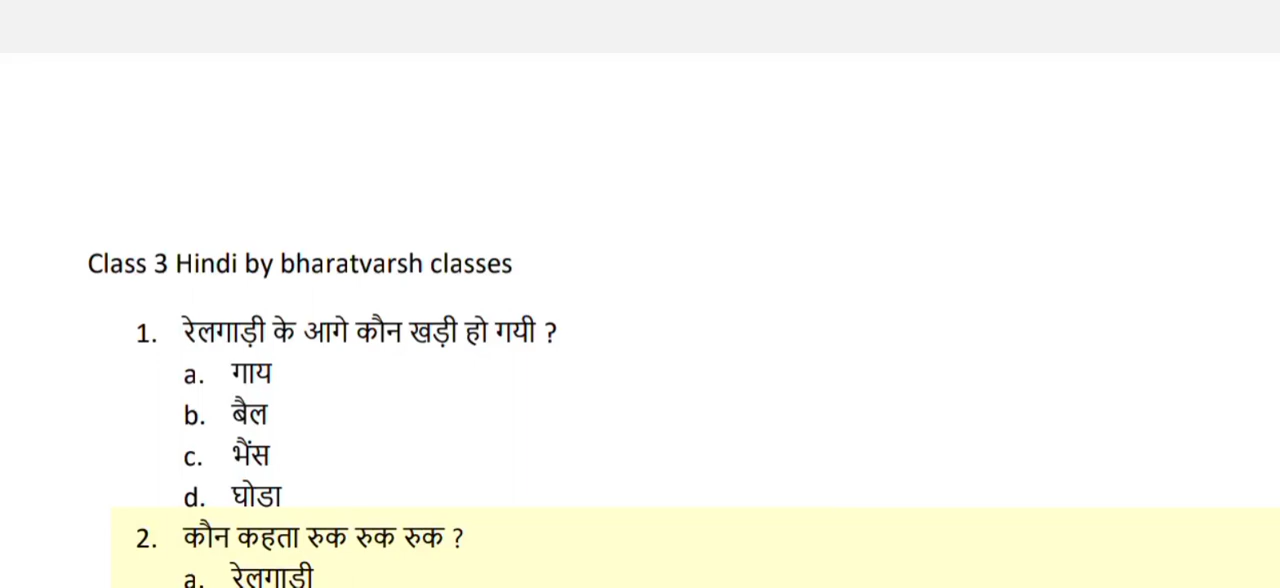 Class 3 Hindi by bharatvarsh classes
1. रेलगाड़ी के आगे कौन खड़ी हो गयी ?
a. गाय
b. बैल
c. भैंस
d. घोडा
2. कौन कहता रुक रुक रुक ?
a. रेलगाडी